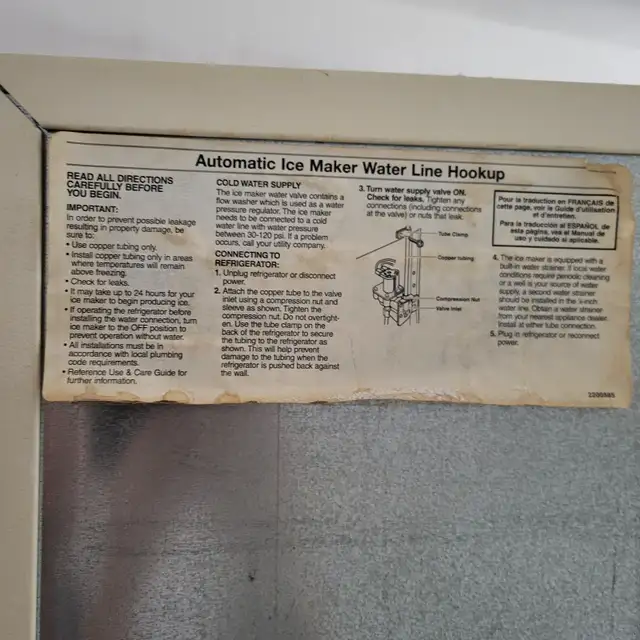 Automatic Ice Maker Water Line Hookup
READ ALL DIRECTIONS
CAREFULLY BEFORE
YOU BEGIN.
IMPORTANT:
In order to prevent possible leakage
resulting in property damage, be
sure to:
• Use copper tubing only.
• Install copper tubing only in areas
where temperatures will remain
above freezing.
• Check for leaks.
• It may take up to 24 hours for your
ice maker to begin producing ice.
• If operating the refrigerator before
installing the water connection, turn
ice maker to the OFF position to
prevent operation without water.
• All installations must be in
accordance with local plumbing
code requirements.
• Reference Use & Care Guide for
further information.
COLD WATER SUPPLY
The ice maker water valve contains a
flow washer which is used as a water
pressure regulator. The ice maker
needs to be connected to a cold
water line with water pressure
between 30-120 psi. If a problem
occurs, call your utility company.
CONNECTING TO
REFRIGERATOR:
1. Unplug refrigerator or disconnect
power.
2. Attach the copper tube to the valve
inlet using a compression nut and
sleeve as shown. Tighten the
compression nut. Do not overtight-
en. Use the tube clamp on the
back of the refrigerator to secure
the tubing to the refrigerator as
shown. This will help prevent
damage to the tubing when the
refrigerator is pushed back against
the wall.
3. Turn water supply valve ON.
Check for leaks. Tighten any
connections (including connections
at the valve) or nuts that leak.
Tube Clamp
Copper tubing
Compression Nut
Valve Inlet
Pour la traduction en FRANÇAIS de
cette page, voir le Guide d'utilisation
et d'entretien.
Para la traducción al ESPAÑOL de
esta página, vea el Manual de
uso y cuidado al aplicable.
4. The ice maker is equipped with a
built-in water strainer. If local water
conditions require periodic cleaning
or a well is your source of water
supply, a second water strainer
should be installed in the ¼-inch
water line. Obtain a water strainer
from your nearest appliance dealer.
Install at either tube connection.
5. Plug in refrigerator or reconnect
power.